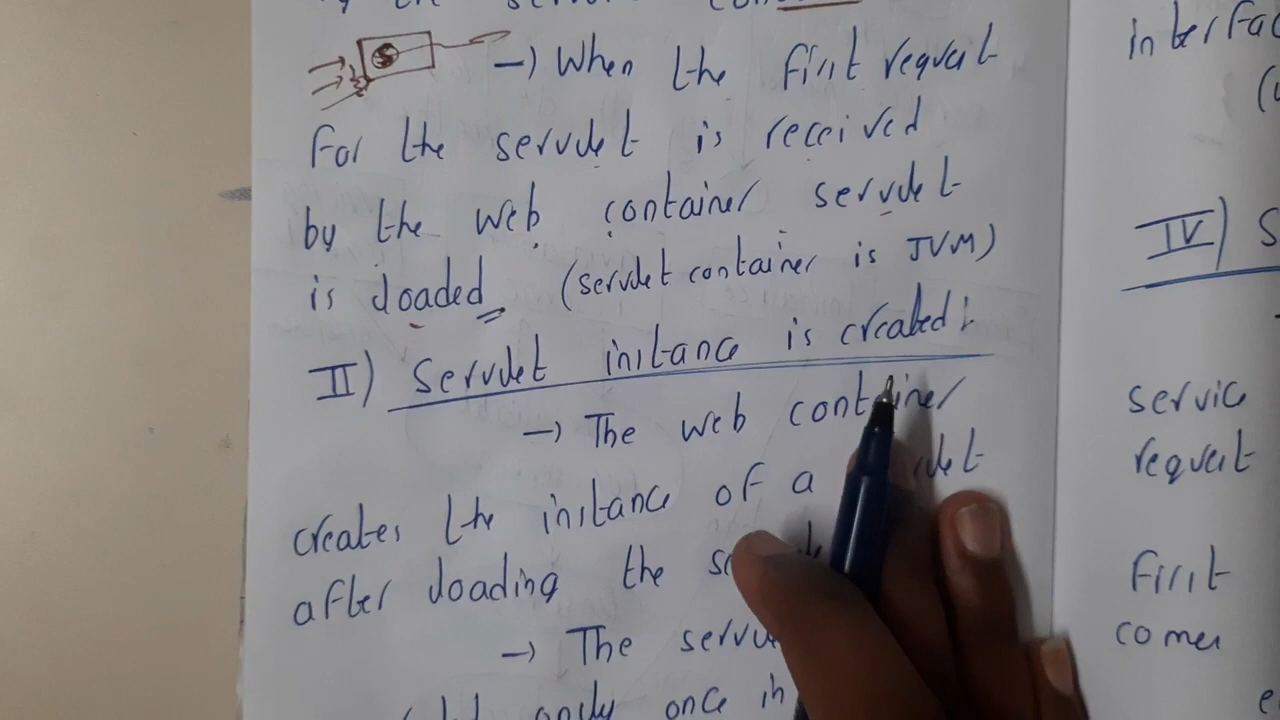 → When the first request
for the servlet is received
by the web container servlet
is loaded (servlet container is JVM)
II) Servlet instance is created:
→ The web container
creates the instance of a
after loading the
→ The
only once in
IV) S
service
request
first
comes